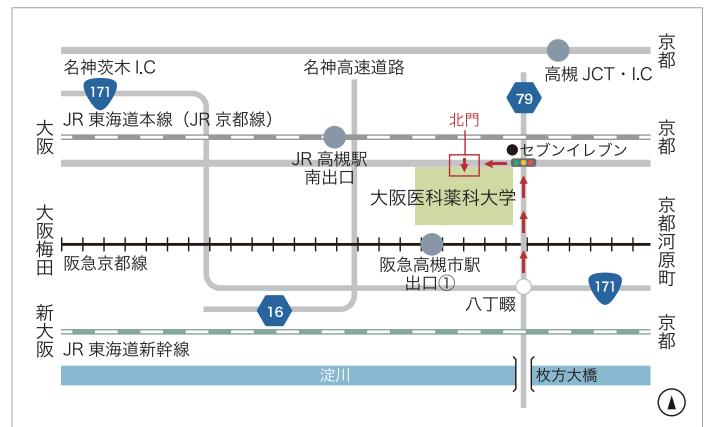 京都
名神茨木 I.C
名神高速道路
高槻 JCT・I.C
171
79
JR 東海道本線（JR 京都線）
北門
大阪
京都
セブンイレブン
JR 高槻駅
南出口
大阪医科薬科大学
大阪梅田
京都河原町
阪急京都線
阪急高槻市駅
出口①
171
16
八丁畷
新大阪
京都
JR 東海道新幹線
淀川
枚方大橋